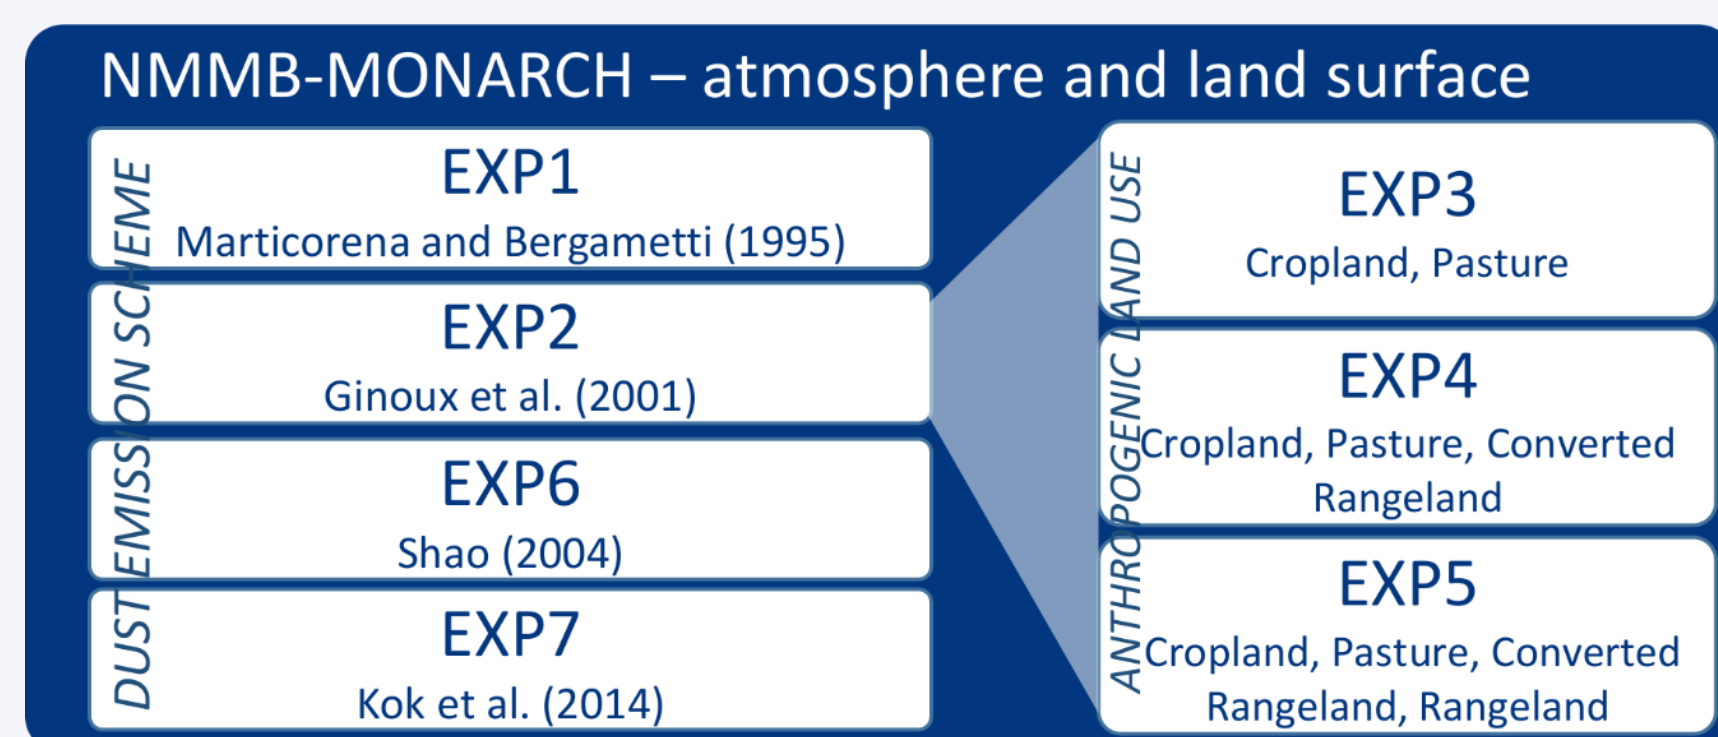 NMMB-MONARCH – atmosphere and land surface
DUST EMISSION SCHEME
EXP1
Marticorena and Bergametti (1995)
EXP2
Ginoux et al. (2001)
EXP6
Shao (2004)
EXP7
Kok et al. (2014)
ANTHROPOGENIC LAND USE
EXP3
Cropland, Pasture
EXP4
Cropland, Pasture, Converted
Rangeland
EXP5
Cropland, Pasture, Converted
Rangeland, Rangeland